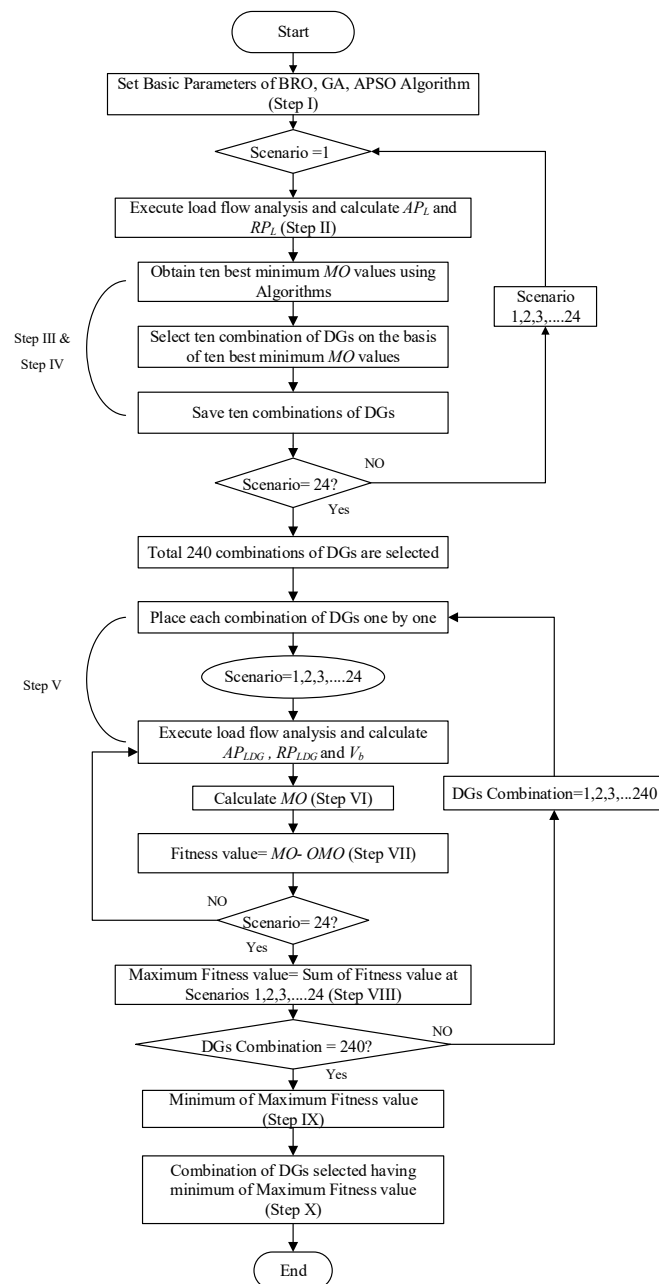 Start
Set Basic Parameters of BRO, GA, APSO Algorithm
(Step I)
Scenario =1
Execute load flow analysis and calculate APL and
RPL (Step II)
Obtain ten best minimum MO values using
Algorithms
Scenario
1,2,3,....24
Step III &
Step IV
Select ten combination of DGs on the basis
of ten best minimum MO values
Save ten combinations of DGs
NO
Scenario= 24?
Yes
Total 240 combinations of DGs are selected
Place each combination of DGs one by one
Scenario=1,2,3,....24
Step V
Execute load flow analysis and calculate
APLDG , RPLDG and Vb
Calculate MO (Step VI)
DGs Combination=1,2,3,...240
Fitness value= MO- OMO (Step VII)
NO
Scenario= 24?
Yes
Maximum Fitness value= Sum of Fitness value at
Scenarios 1,2,3,....24 (Step VIII)
NO
DGs Combination = 240?
Yes
Minimum of Maximum Fitness value
(Step IX)
Combination of DGs selected having
minimum of Maximum Fitness value
(Step X)
End